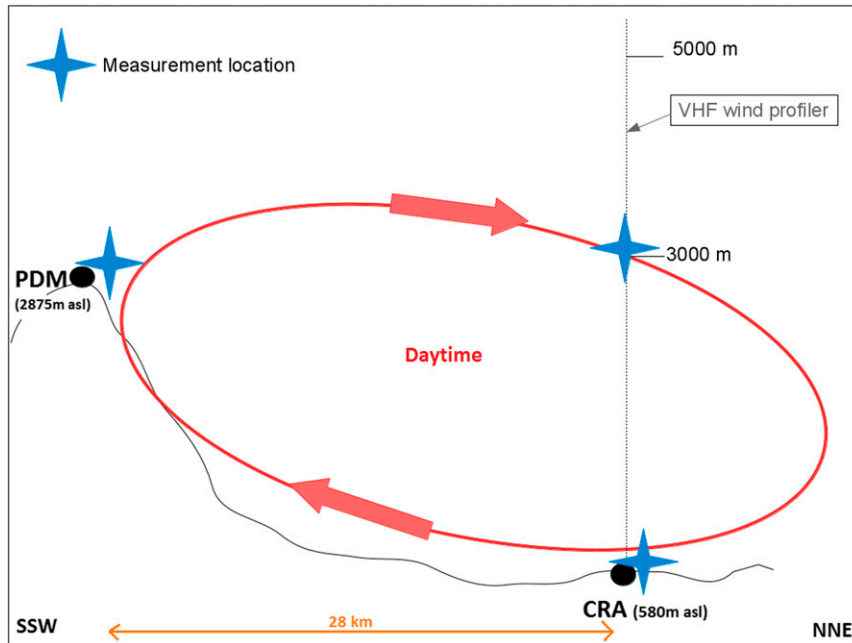 Measurement location
5000 m
VHF wind profiler
PDM
(2875m asl)
3000 m
Daytime
CRA (580m asl)
SSW
28 km
NNE